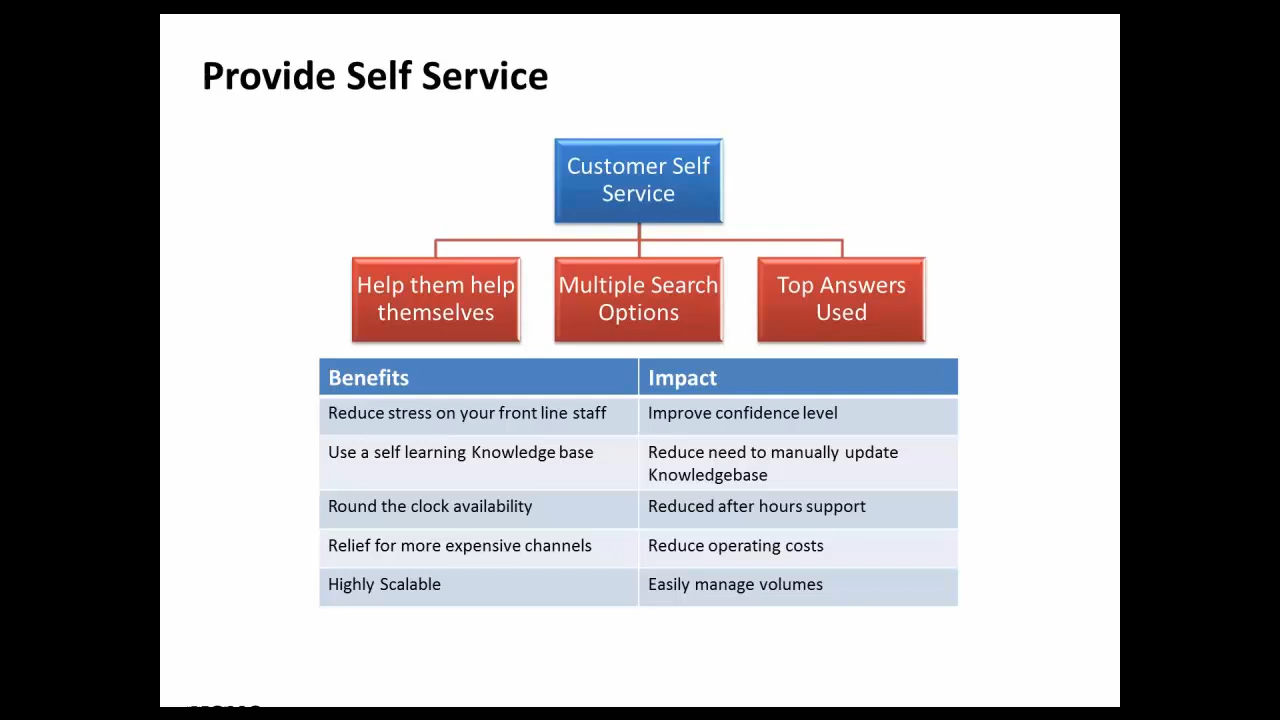 Provide Self Service
Customer Self
Service
Help them help
themselves
Multiple Search
Options
Top Answers
Used
Benefits
Impact
Reduce stress on your front line staff
Improve confidence level
Use a self learning Knowledge base
Reduce need to manually update
Knowledgebase
Round the clock availability
Reduced after hours support
Relief for more expensive channels
Reduce operating costs
Highly Scalable
Easily manage volumes